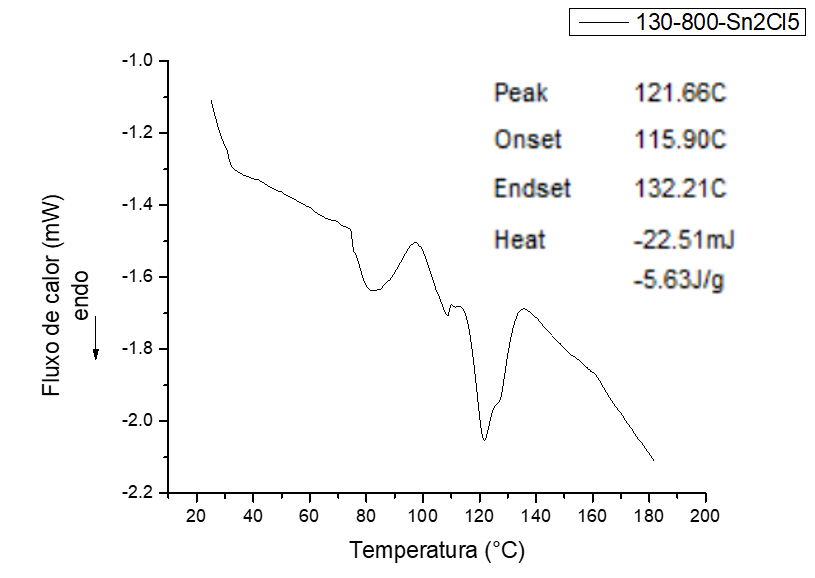 130-800-Sn2Cl5
Peak 121.66C
Onset 115.90C
Endset 132.21C
Heat -22.51mJ
-5.63J/g
-1.0
-1.2
-1.4
-1.6
-1.8
-2.0
-2.2
Fluxo de calor (mW)
endo
20 40 60 80 100 120 140 160 180 200
Temperatura (°C)